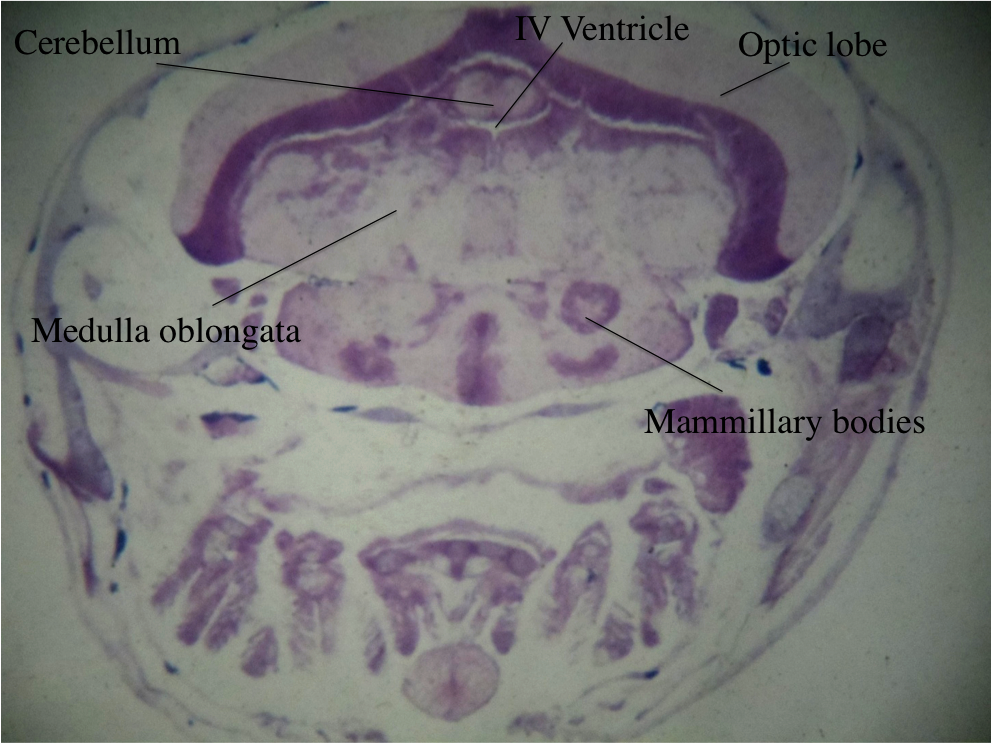 Cerebellum
IV Ventricle
Optic lobe
Medulla oblongata
Mammillary bodies